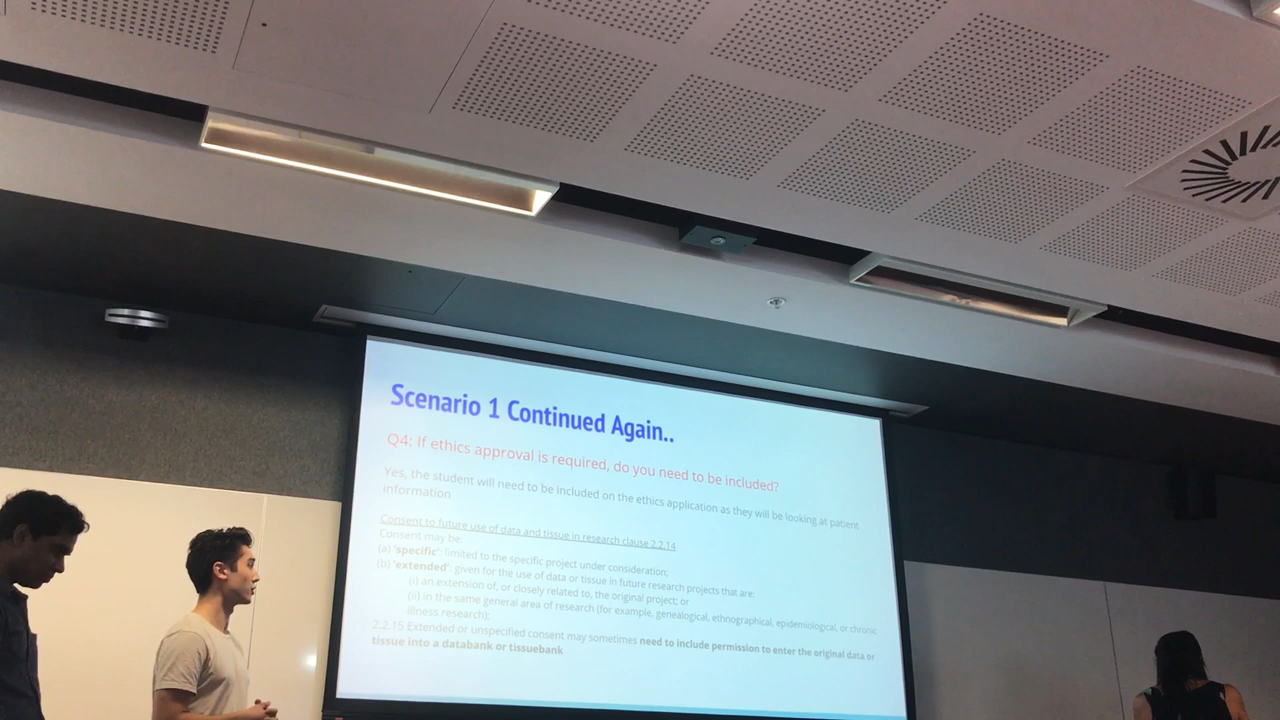 Scenario 1 Continued Again..
Q4: If ethics approval is required, do you need to be included?
Yes, the student will need to be included on the ethics application as they will be looking at patient
information
Consent to future use of data and tissue in research clause 2.2.14
Consent may be:
(a) 'specific': limited to the specific project under consideration;
(b) 'extended': given for the use of data or tissue in future research projects that are:
(i) an extension of, or closely related to, the original project; or
(ii) in the same general area of research (for example, genealogical, ethnographical, epidemiological, or chronic
illness research);
2.2.15 Extended or unspecified consent may sometimes need to include permission to enter the original data or
tissue into a databank or tissuebank